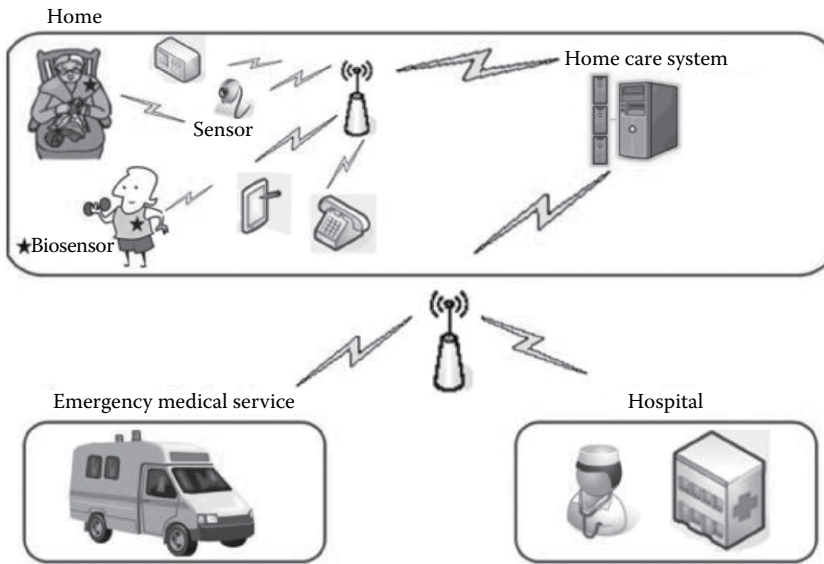 Home
Home care system
Sensor
★Biosensor
Emergency medical service
Hospital